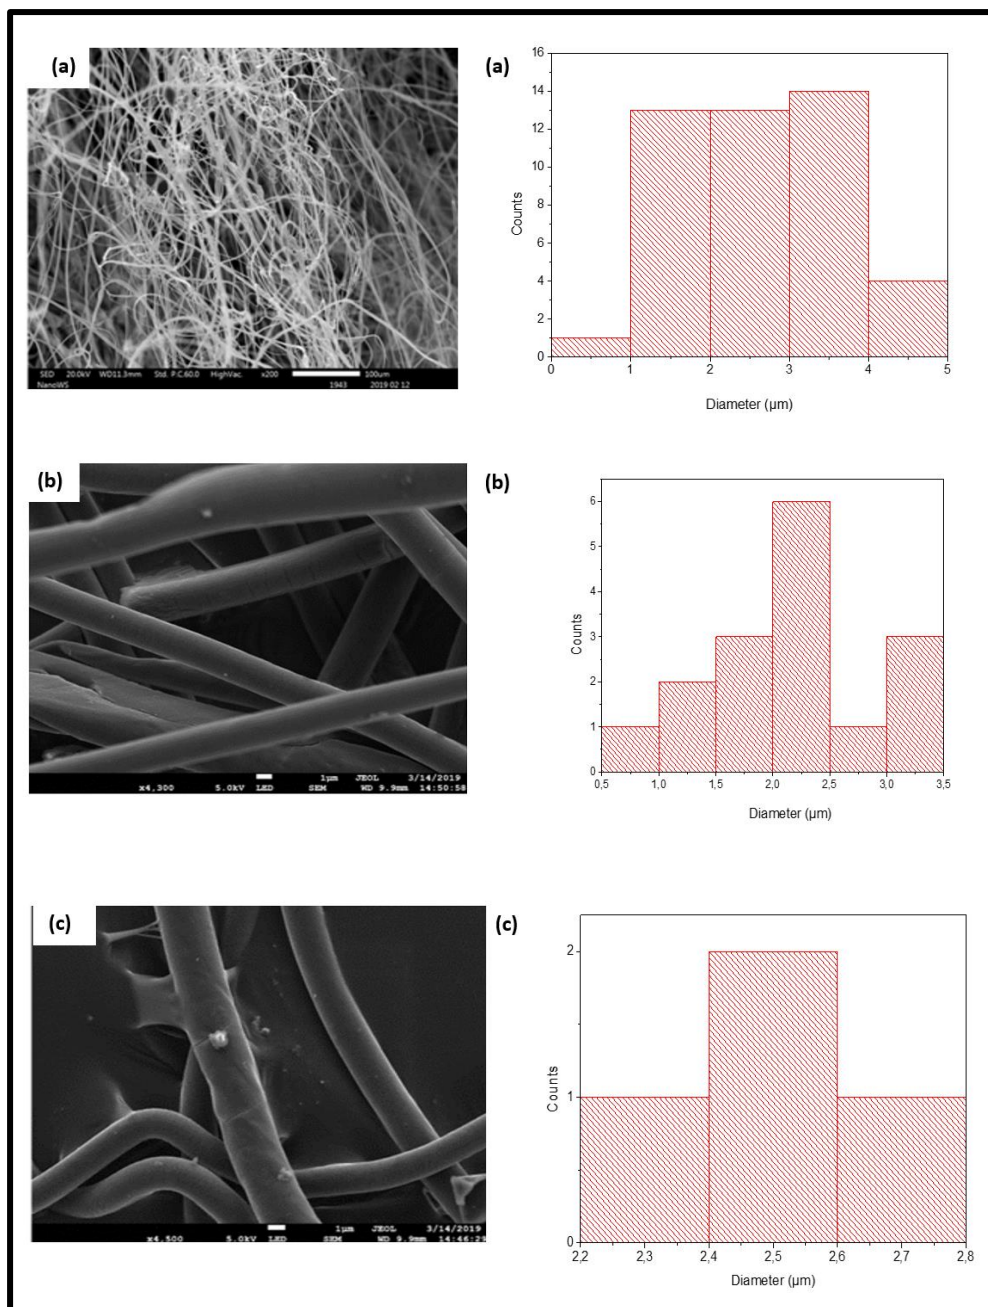 (a)
SED 20.0kV WD11.3mm Std. P.C.60.0 HighVac. x200 100um
NanoWS 1943 2019 02 12
(a)
16
14
12
10
8
6
4
2
0
Counts
0 1 2 3 4 5
Diameter (µm)
(b)
1µm JEOL 3/14/2019
x4,300 5.0kV LED SEM WD 9.9mm 14:50:58
(b)
6
5
4
3
2
1
0
Counts
0,5 1,0 1,5 2,0 2,5 3,0 3,5
Diameter (µm)
(c)
1µm JEOL 3/14/2019
x4,500 5.0kV LED SEM WD 9.9mm 14:46:29
(c)
2
1
0
Counts
2,2 2,3 2,4 2,5 2,6 2,7 2,8
Diameter (µm)